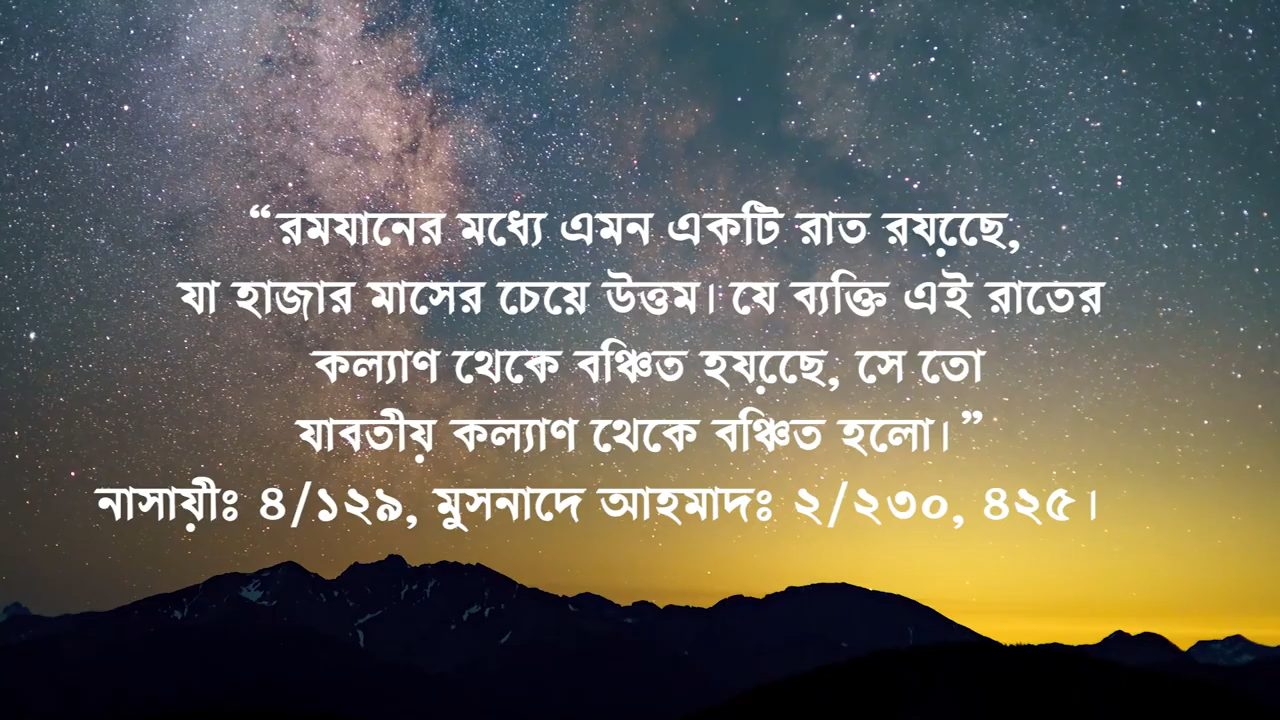 “রমযানের মধ্যে এমন একটি রাত রয়েছে,
যা হাজার মাসের চেয়ে উত্তম। যে ব্যক্তি এই রাতের
কল্যাণ থেকে বঞ্চিত হয়েছে, সে তো
যাবতীয় কল্যাণ থেকে বঞ্চিত হলো।”
নাসায়ীঃ ৪/১২৯, মুসনাদে আহমাদঃ ২/২৩০, ৪২৫।